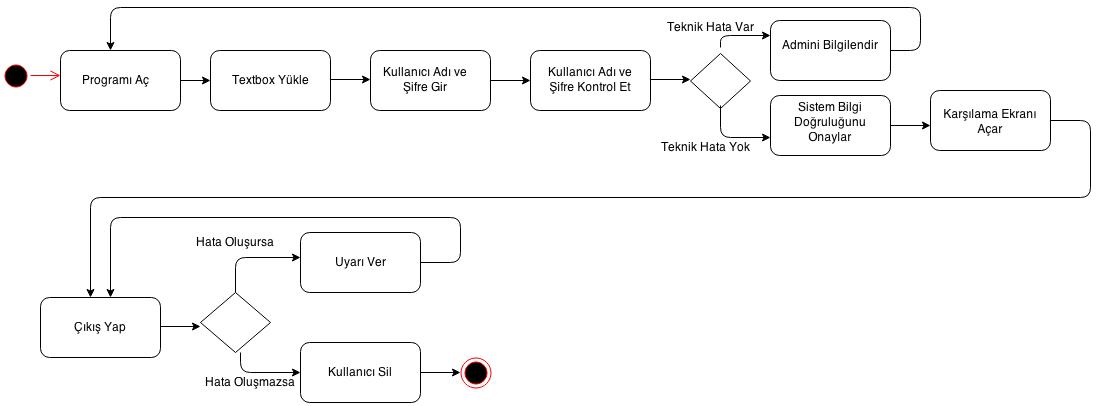 Teknik Hata Var
Admini Bilgilendir
Programı Aç
Textbox Yükle
Kullanıcı Adı ve
Şifre Gir
Kullanıcı Adı ve
Şifre Kontrol Et
Sistem Bilgi
Doğruluğunu
Onaylar
Karşılama Ekranı
Açar
Teknik Hata Yok
Hata Oluşursa
Uyarı Ver
Çıkış Yap
Kullanıcı Sil
Hata Oluşmazsa